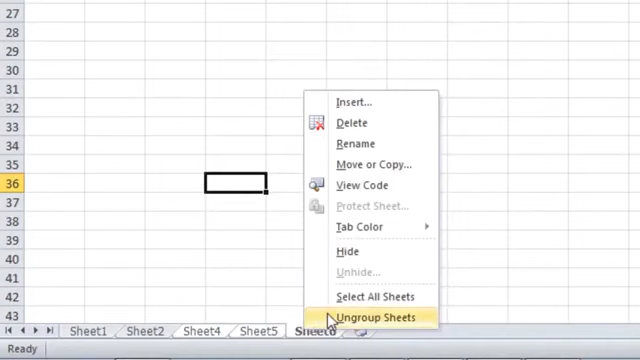 27
28
29
30
31
32
33
34
35
36
37
38
39
40
41
42
43
Insert...
Delete
Rename
Move or Copy...
View Code
Protect Sheet...
Tab Color
Hide
Unhide...
Select All Sheets
Ungroup Sheets
Sheet1 Sheet2 Sheet4 Sheet5 Sheet6
Ready